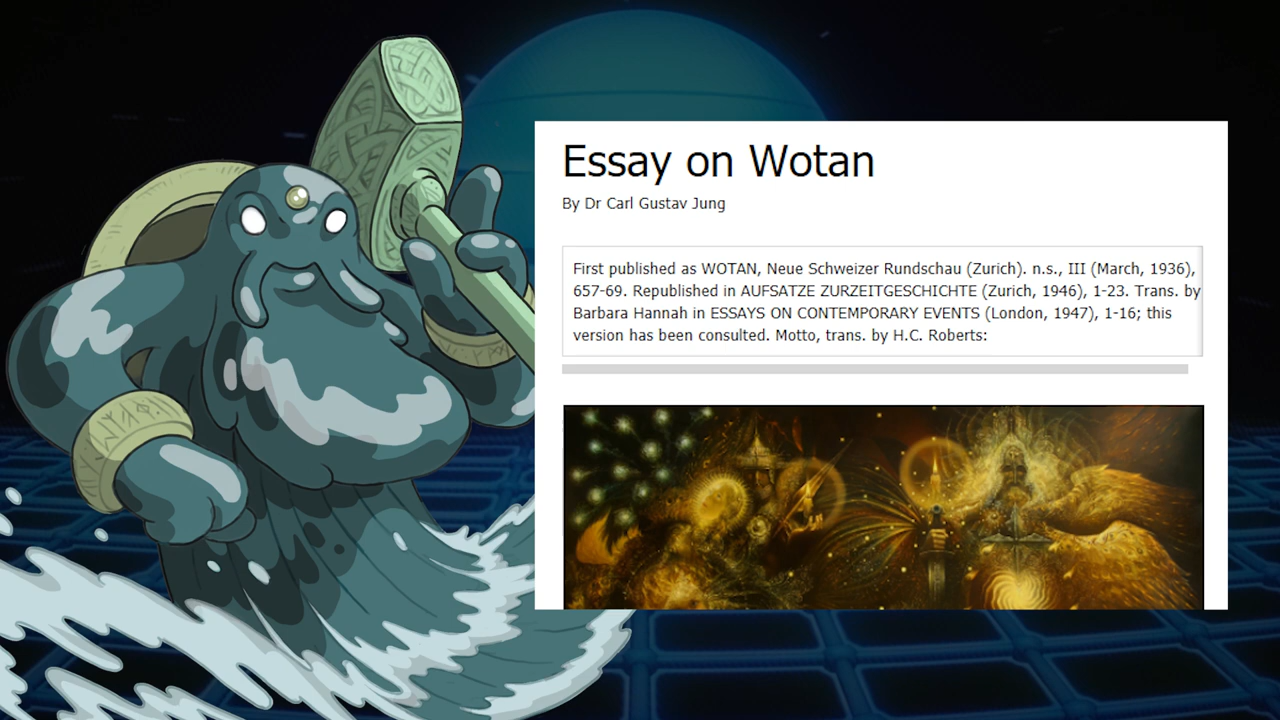 Essay on Wotan
By Dr Carl Gustav Jung
First published as WOTAN, Neue Schweizer Rundschau (Zurich). n.s., III (March, 1936),
657-69. Republished in AUFSATZE ZURZEITGESCHICHTE (Zurich, 1946), 1-23. Trans. by
Barbara Hannah in ESSAYS ON CONTEMPORARY EVENTS (London, 1947), 1-16; this
version has been consulted. Motto, trans. by H.C. Roberts: